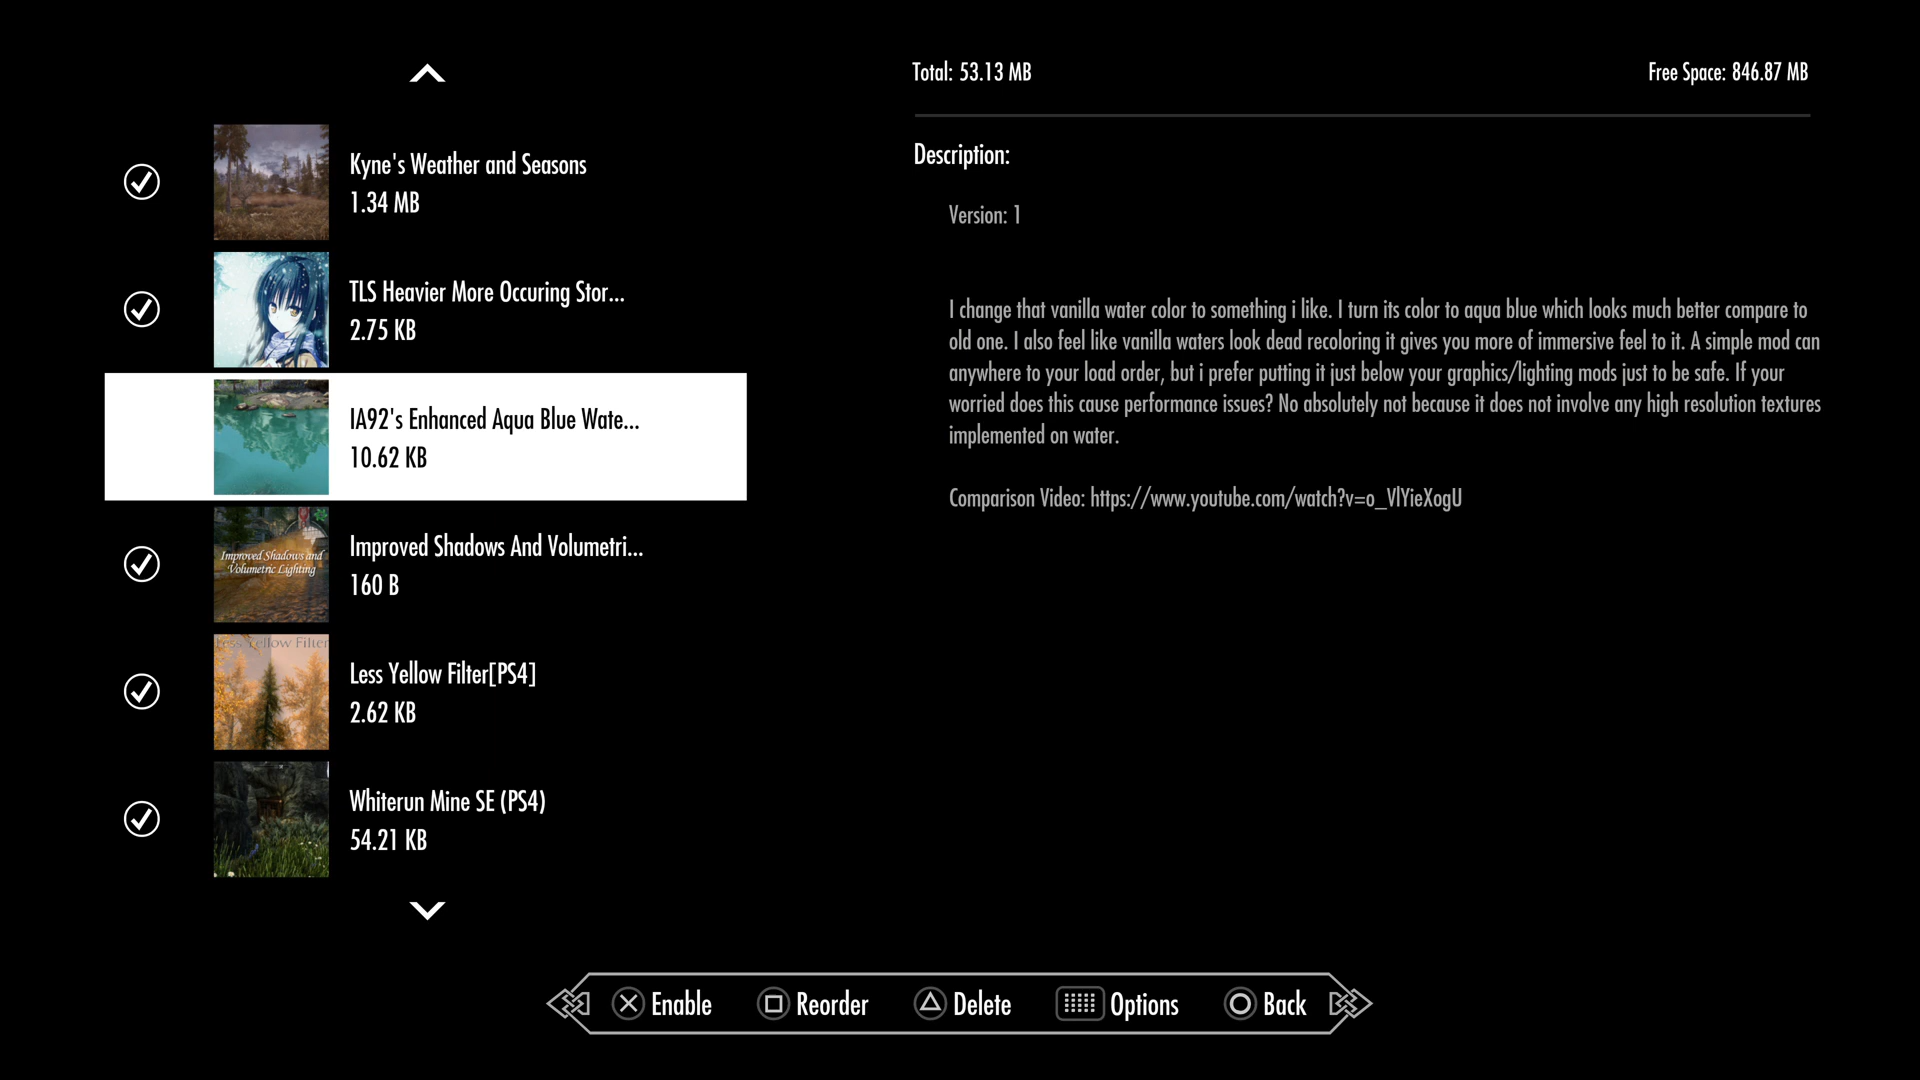 Total: 53.13 MB
Free Space: 846.87 MB
Kyne's Weather and Seasons
1.34 MB
TLS Heavier More Occuring Stor...
2.75 KB
IA92's Enhanced Aqua Blue Wate...
10.62 KB
Improved Shadows and
Volumetric Lighting
Improved Shadows And Volumetri...
160 B
Less Yellow Filter
Less Yellow Filter[PS4]
2.62 KB
Whiterun Mine SE (PS4)
54.21 KB
Description:
Version: 1
I change that vanilla water color to something i like. I turn its color to aqua blue which looks much better compare to
old one. I also feel like vanilla waters look dead recoloring it gives you more of immersive feel to it. A simple mod can
anywhere to your load order, but i prefer putting it just below your graphics/lighting mods just to be safe. If your
worried does this cause performance issues? No absolutely not because it does not involve any high resolution textures
implemented on water.
Comparison Video: https://www.youtube.com/watch?v=o_VlYieXogU
Enable
Reorder
Delete
Options
Back